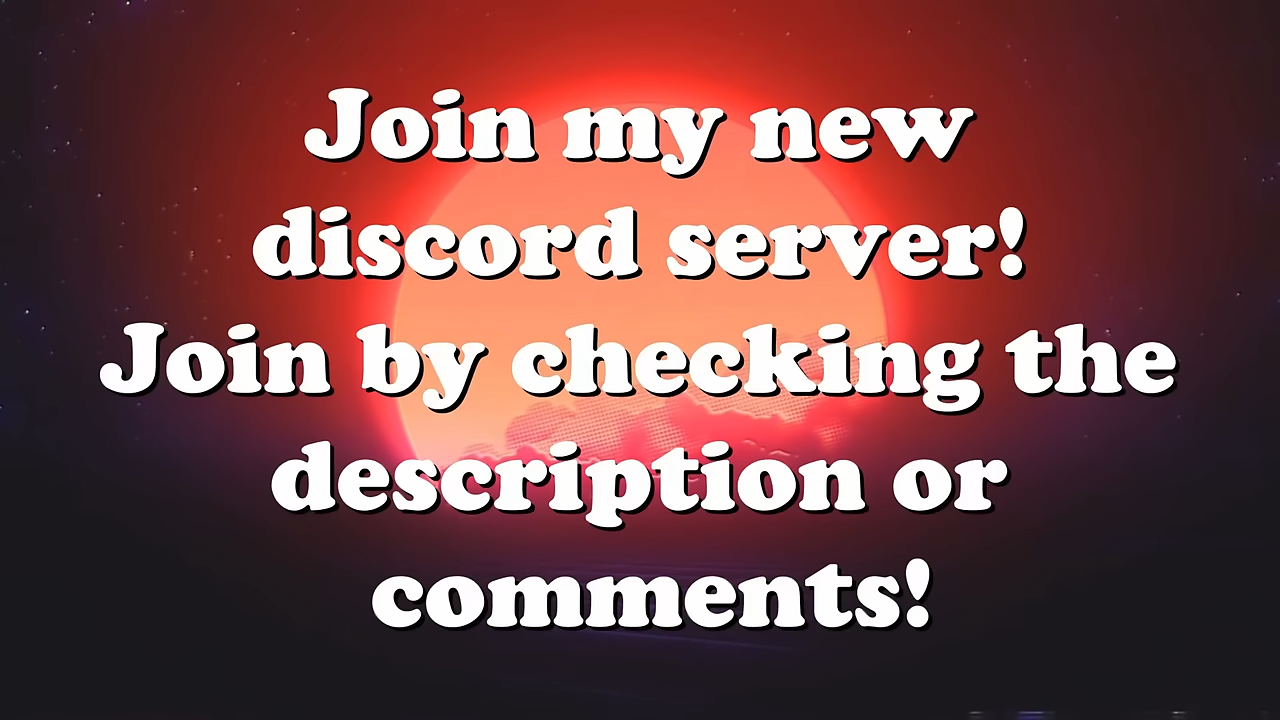 Join my new
discord server!
Join by checking the
description or
comments!